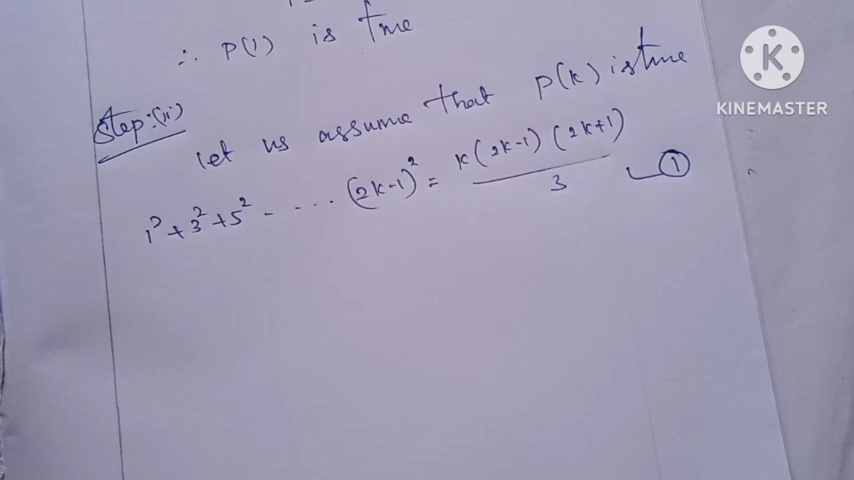 ∴ P(1) is true
Step:(ii)
Let us assume that P(k) is true
1² + 3² + 5² - - - - - (2k-1)² = k(2k-1)(2k+1) / 3 ①
K
KINEMASTER